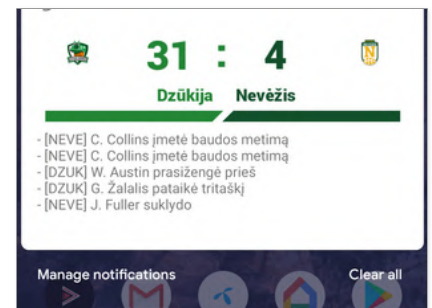 31 : 4
Dzūkija Nevėžis
- [NEVE] C. Collins įmetė baudos metimą
- [NEVE] C. Collins įmetė baudos metimą
- [DZUK] W. Austin prasižengė prieš
- [DZUK] G. Žalalis pataikė tritaškį
- [NEVE] J. Fuller suklydo
Manage notifications Clear all